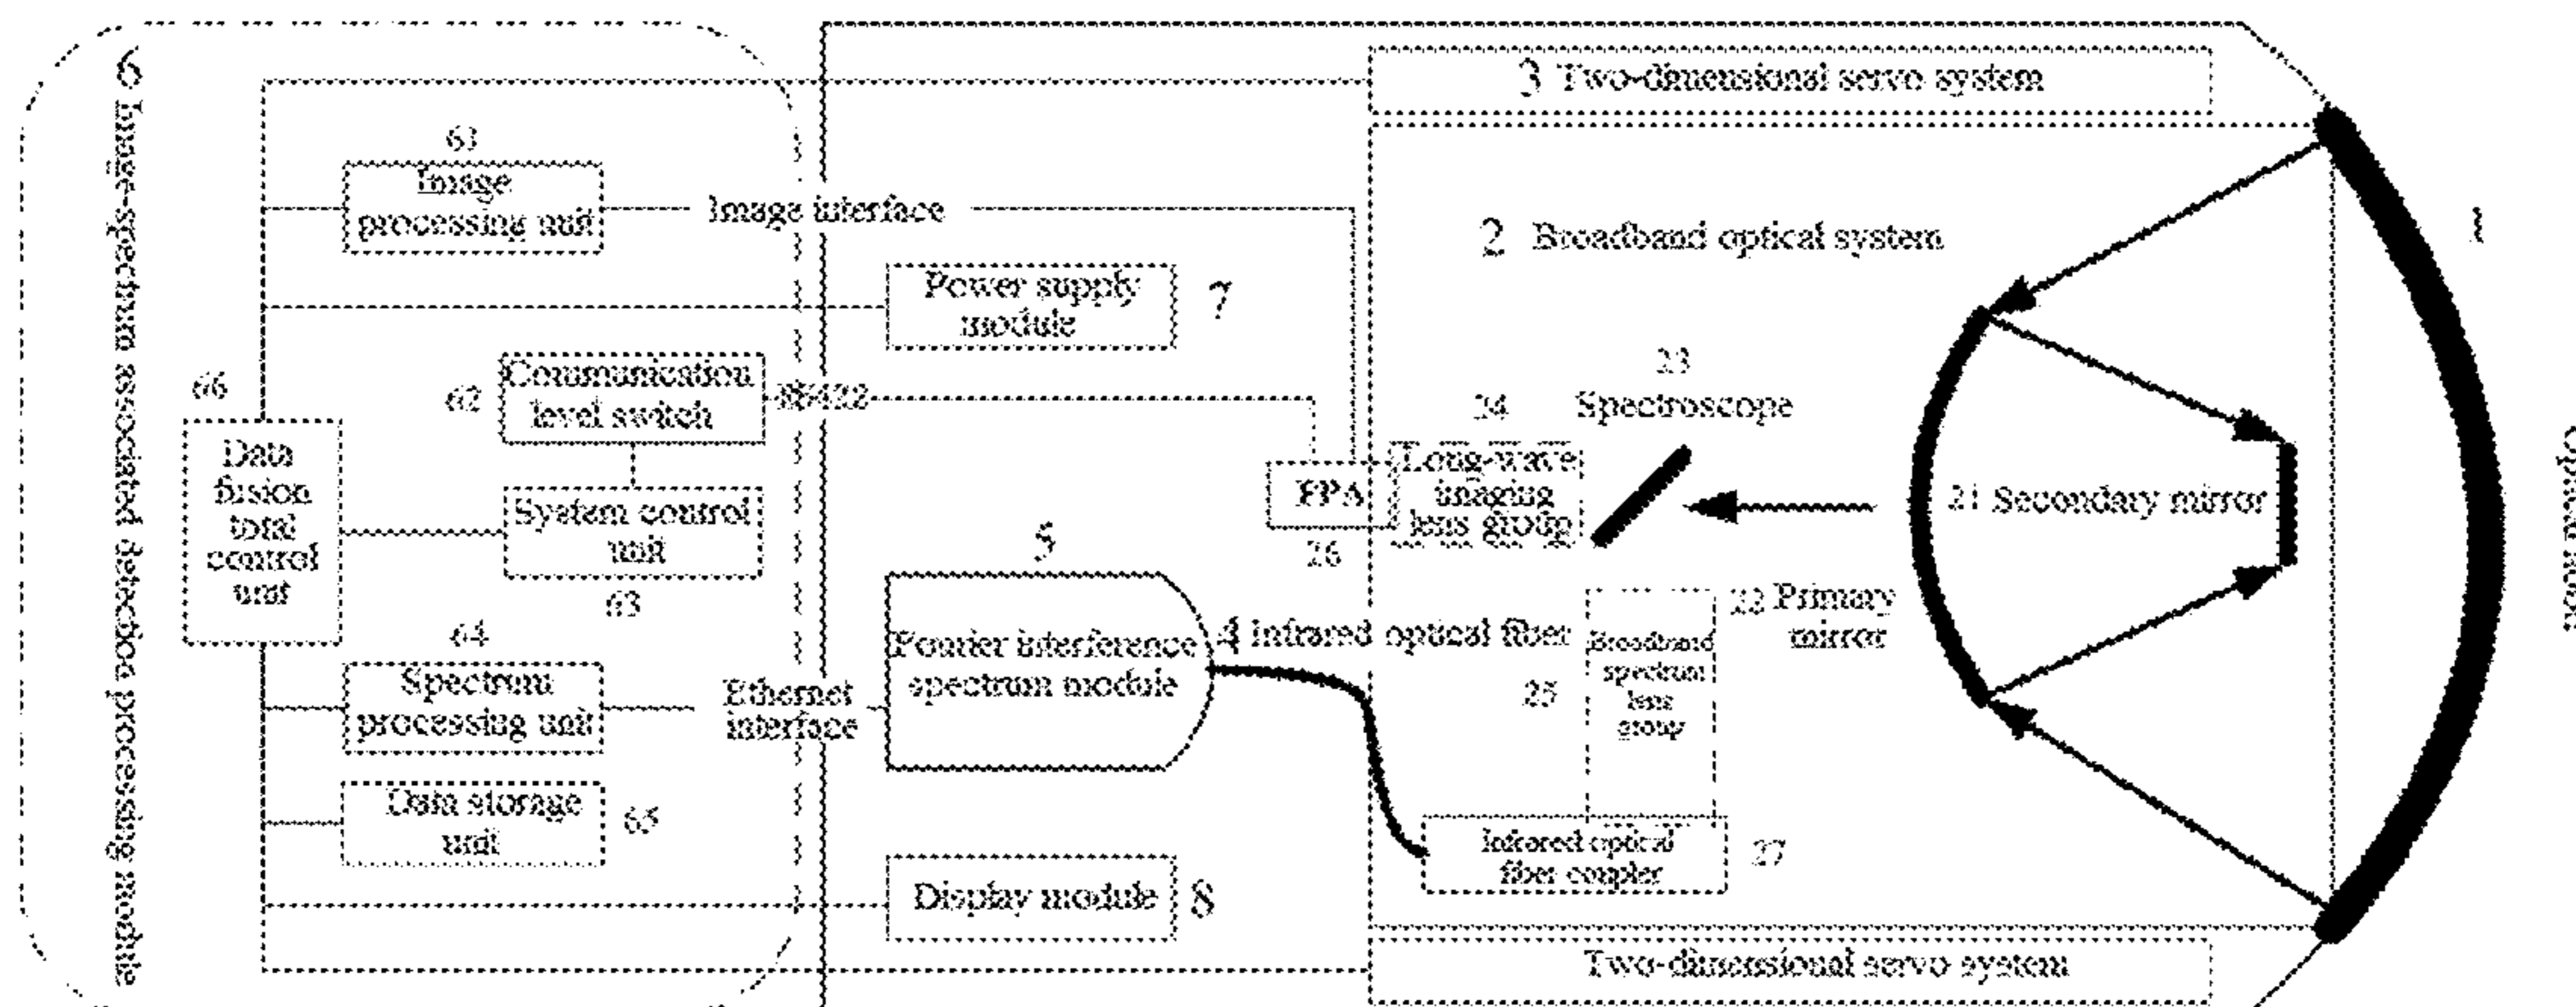 6 Image-spectrum associated detection processing module
3 Two-dimensional servo system
61
Image
processing unit
Image interface
2 Broadband optical system
1
Power supply
module
7
66
62
Communication
level switch
RS422
23
Spectroscope
24
Long-wave
imaging
lens group
FPA
26
21 Secondary mirror
Data
fusion
total
control
unit
System control
unit
63
5
Fourier interference
spectrum module
4 Infrared optical fiber
22 Primary
mirror
Broadband
spectrum
lens
group
25
64
Spectrum
processing unit
Ethernet
interface
Data storage
unit
65
Infrared optical
fiber coupler
27
Display module
8
Two-dimensional servo system